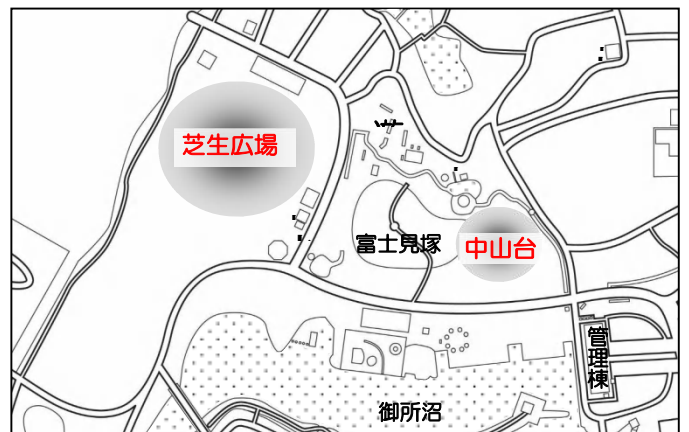 芝生広場
富士見塚
中山台
管理棟
御所沼